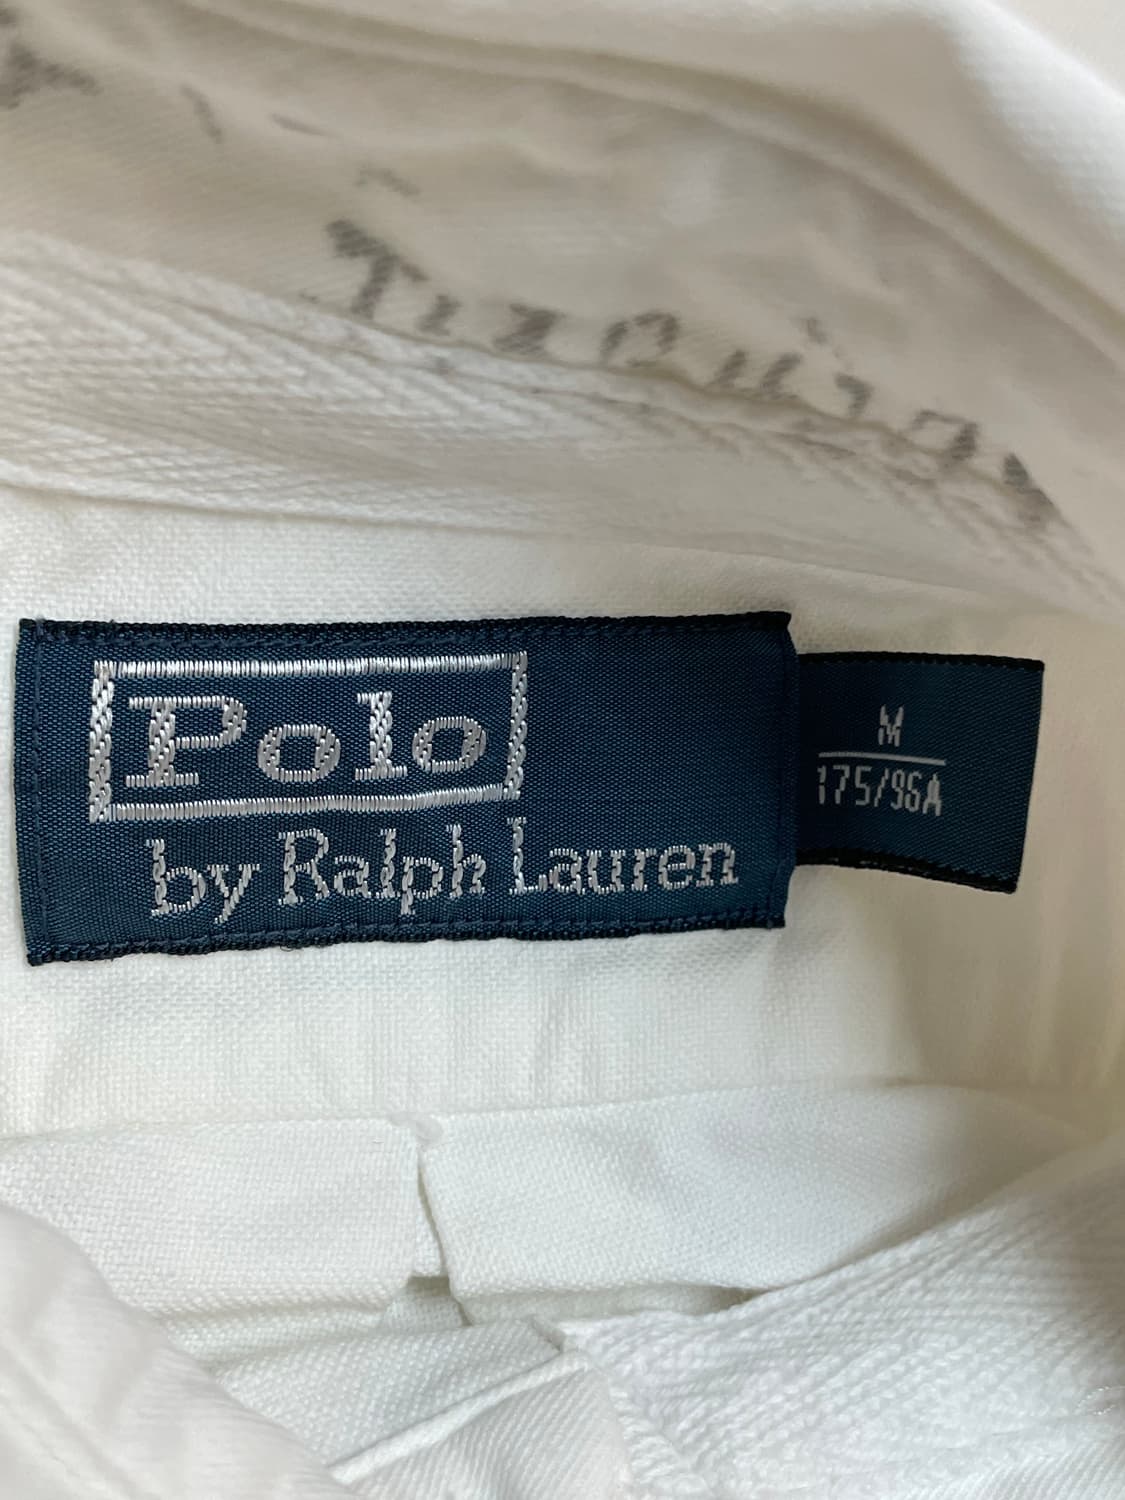 Polo
by Ralph Lauren
M
175/96A